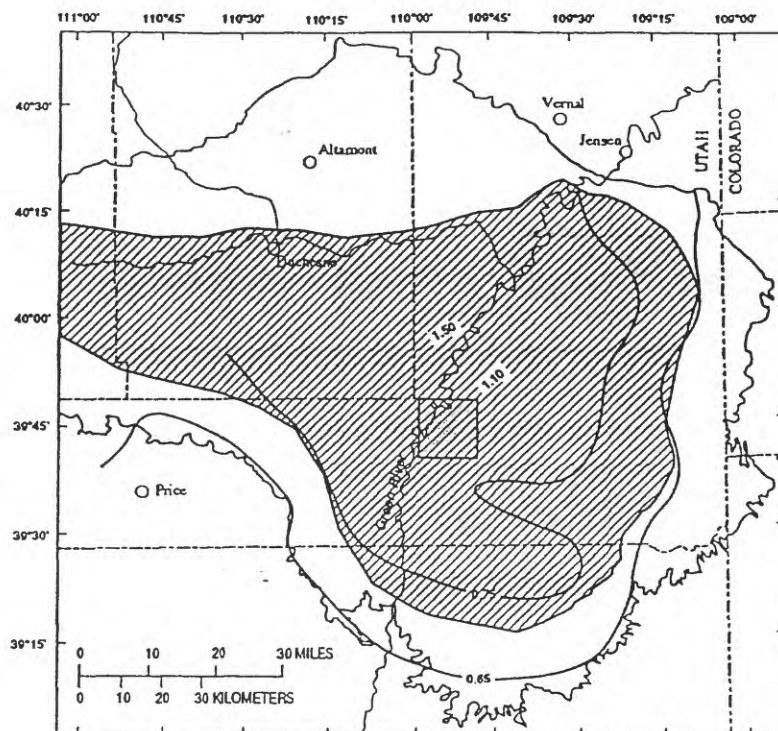 111°00' 110°45' 110°30' 110°15' 110°00' 109°45' 109°30' 109°15' 100°00'
40°30'
Vernal
Jensen
Altamont
UTAH
COLORADO
40°15'
Duchesne
40°00'
1.50
1.10
39°45'
Green River
Price
39°30'
39°15'
0 10 20 30 MILES
0.65
0 10 20 30 KILOMETERS